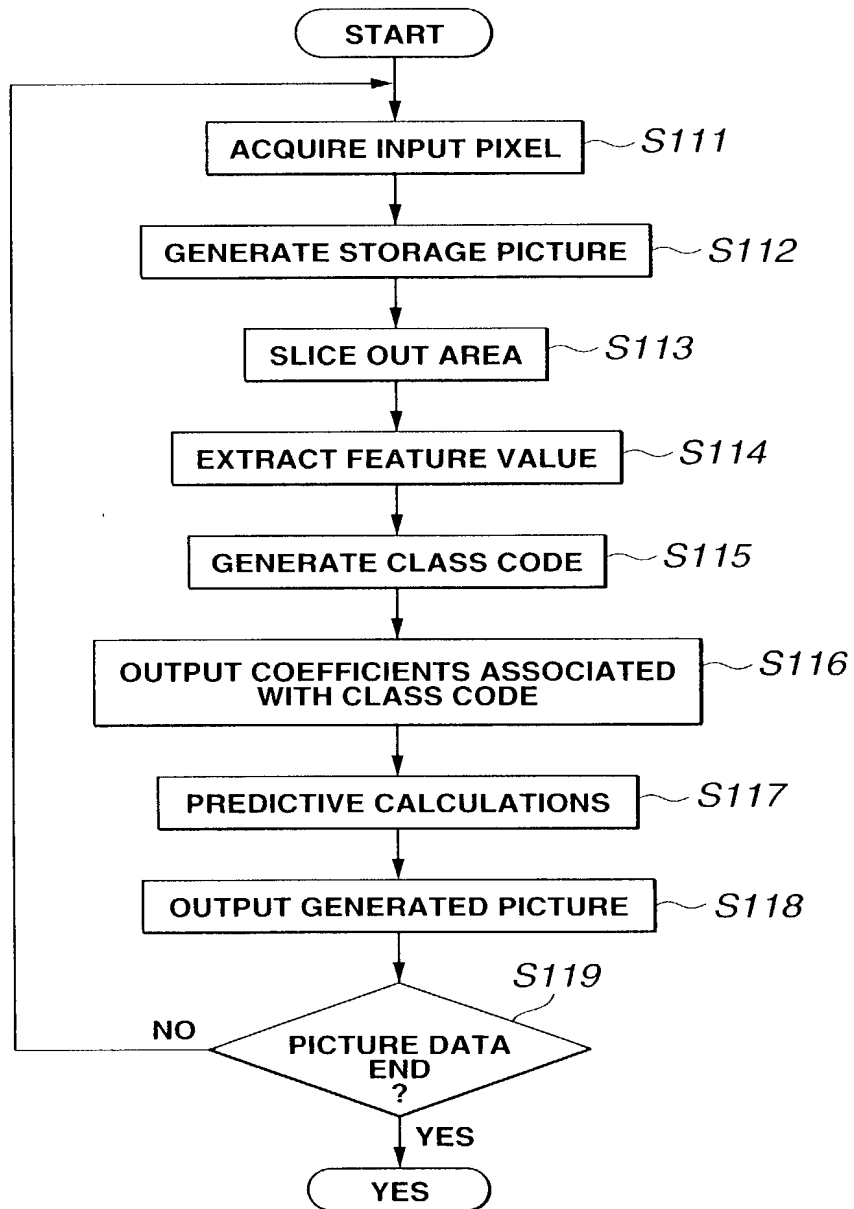 START
ACQUIRE INPUT PIXEL
S111
GENERATE STORAGE PICTURE
S112
SLICE OUT AREA
S113
EXTRACT FEATURE VALUE
S114
GENERATE CLASS CODE
S115
OUTPUT COEFFICIENTS ASSOCIATED
WITH CLASS CODE
S116
PREDICTIVE CALCULATIONS
S117
OUTPUT GENERATED PICTURE
S118
S119
NO
PICTURE DATA
END
?
YES
YES